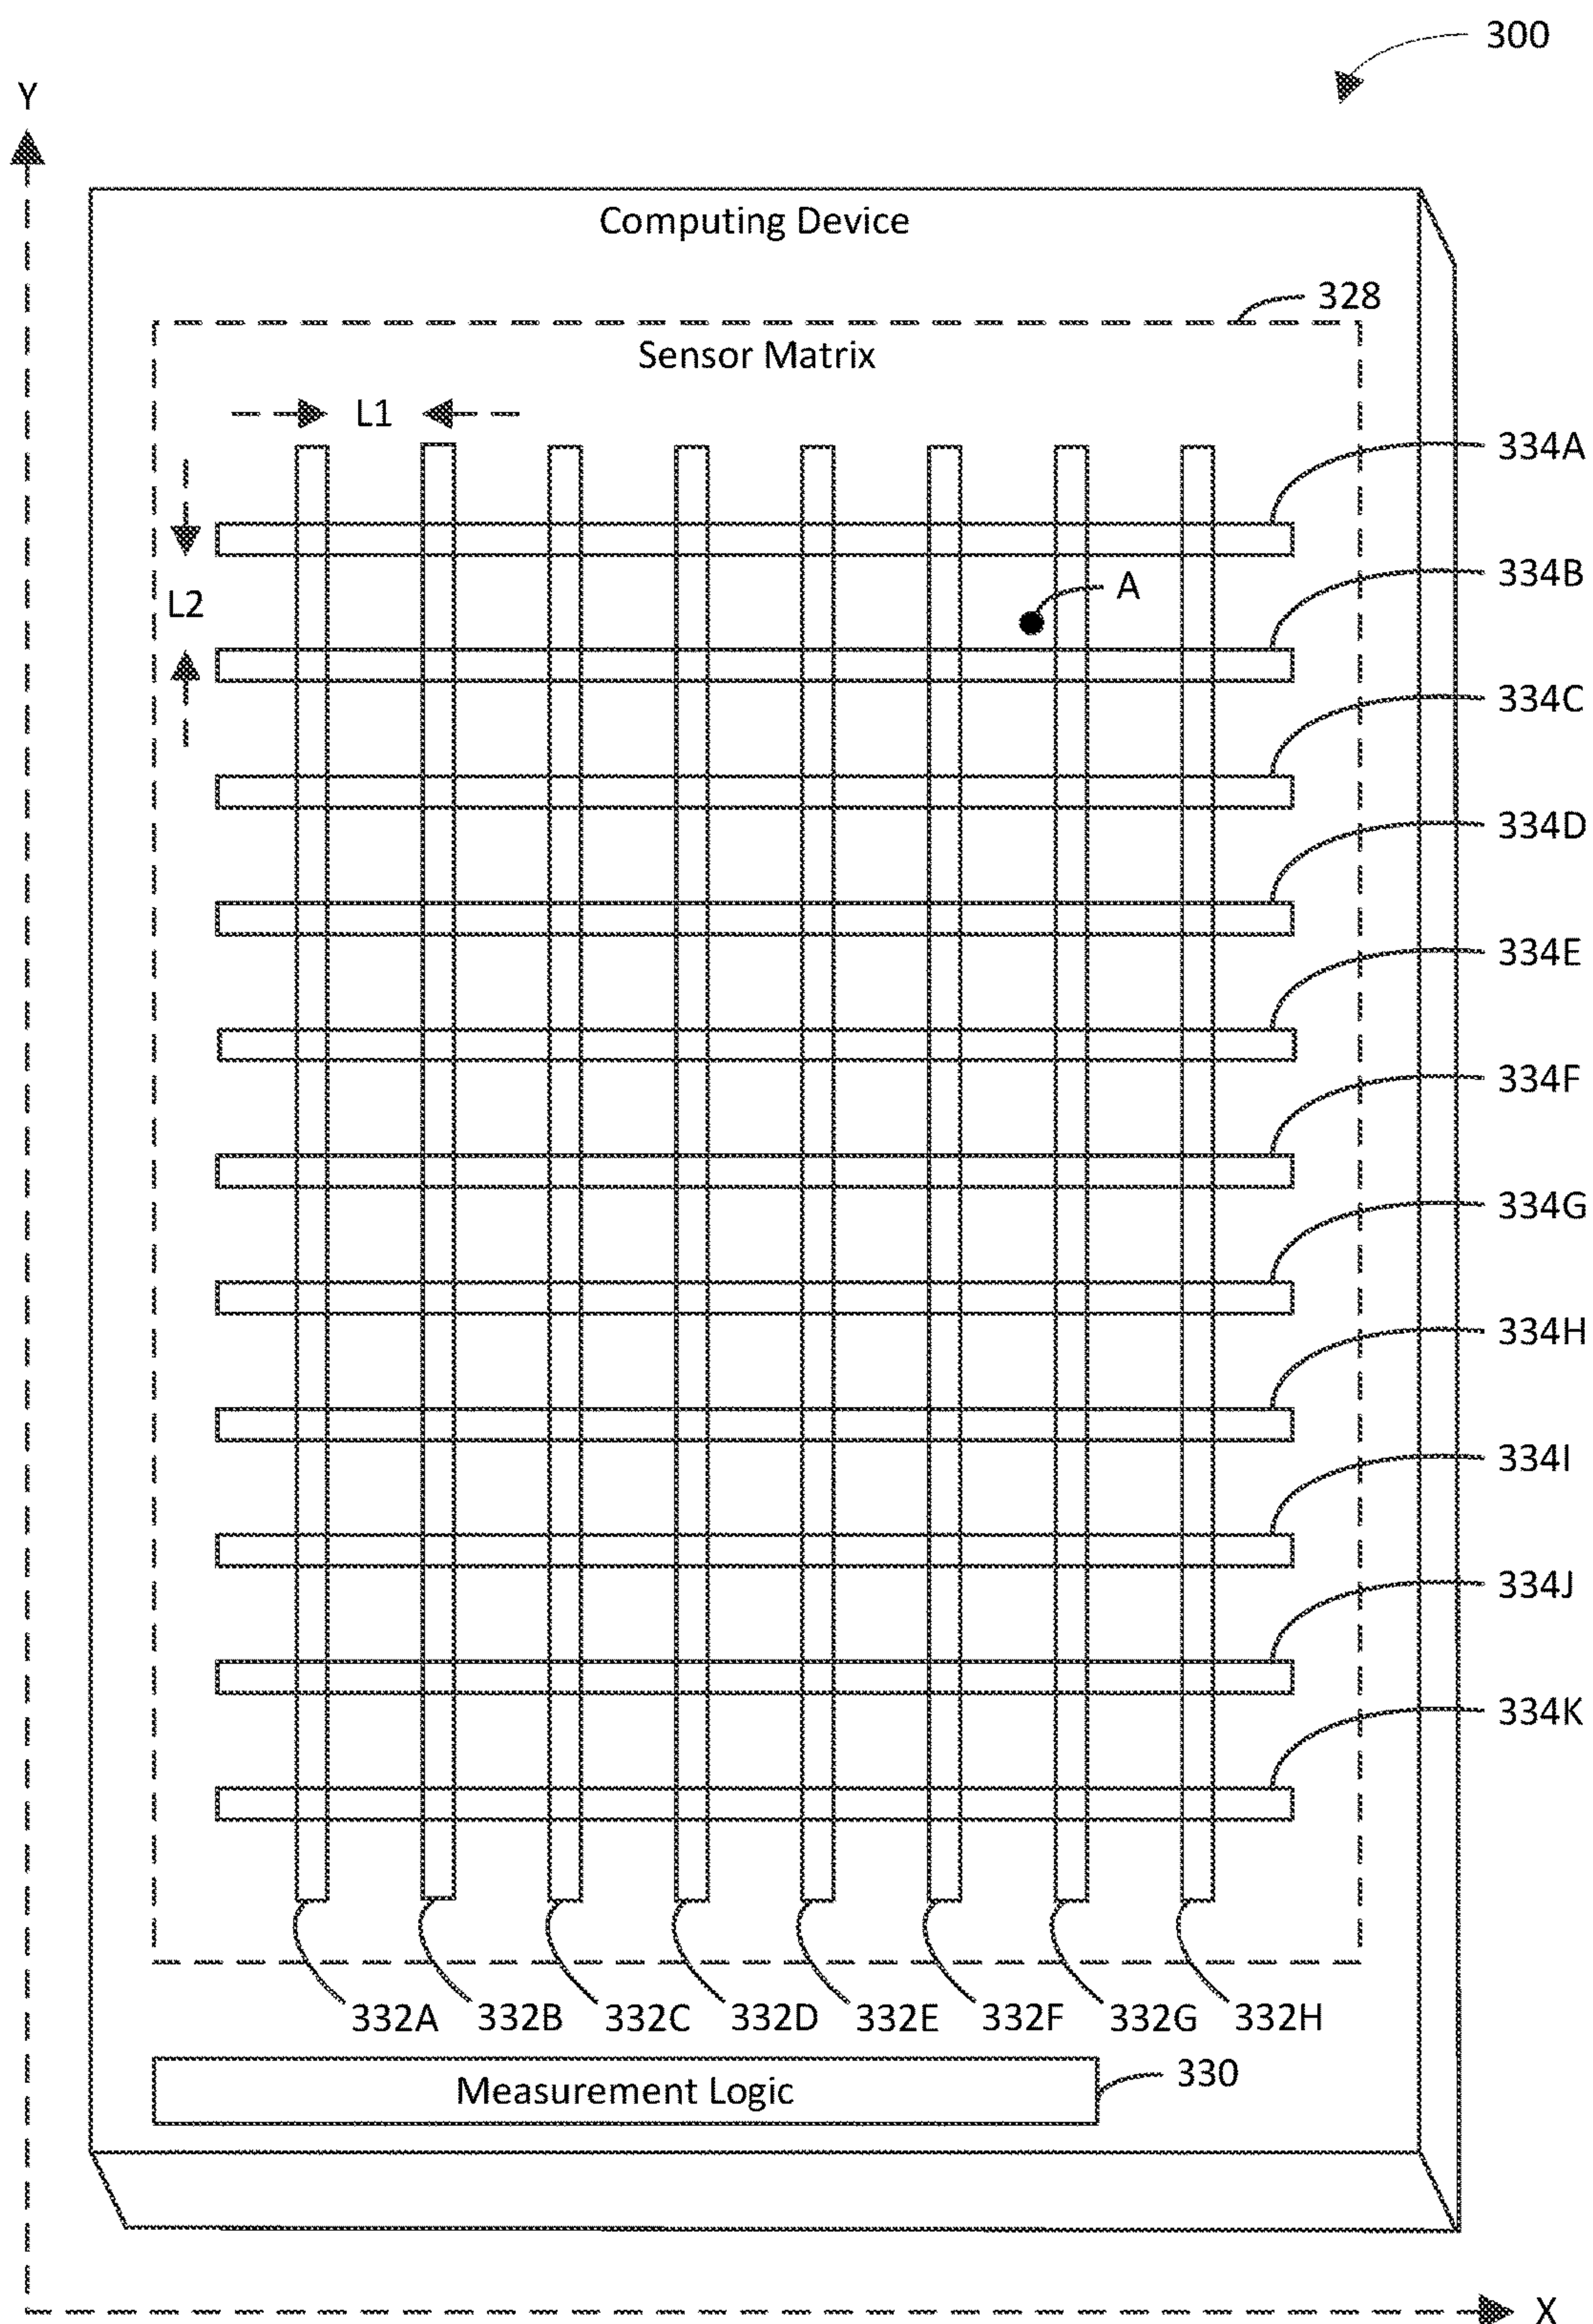 300
Y
Computing Device
328
Sensor Matrix
L1
334A
334B
A
L2
334C
334D
334E
334F
334G
334H
334I
334J
334K
332A 332B 332C 332D 332E 332F 332G 332H
330
Measurement Logic
X